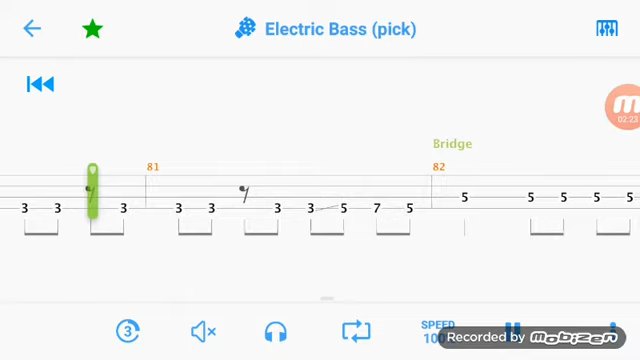 Electric Bass (pick)
02:23
Bridge
81
82
3 3 3 3 3 3 3 5 7 5 5 5 5 5 5
3
SPEED
100%
Recorded by mobizen